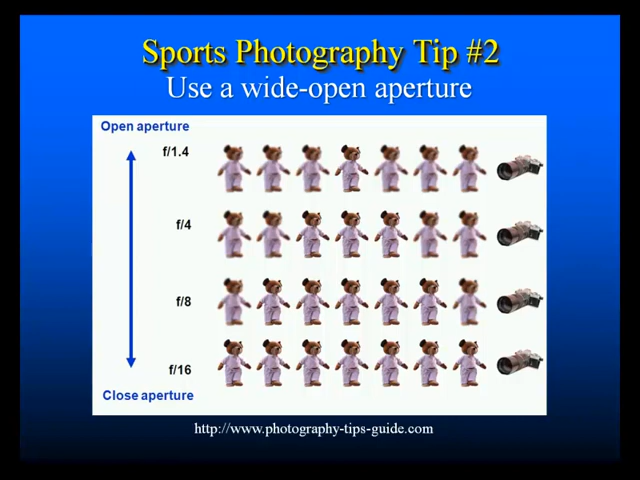 Sports Photography Tip #2
Use a wide-open aperture
Open aperture
f/1.4
f/4
f/8
f/16
Close aperture
http://www.photography-tips-guide.com